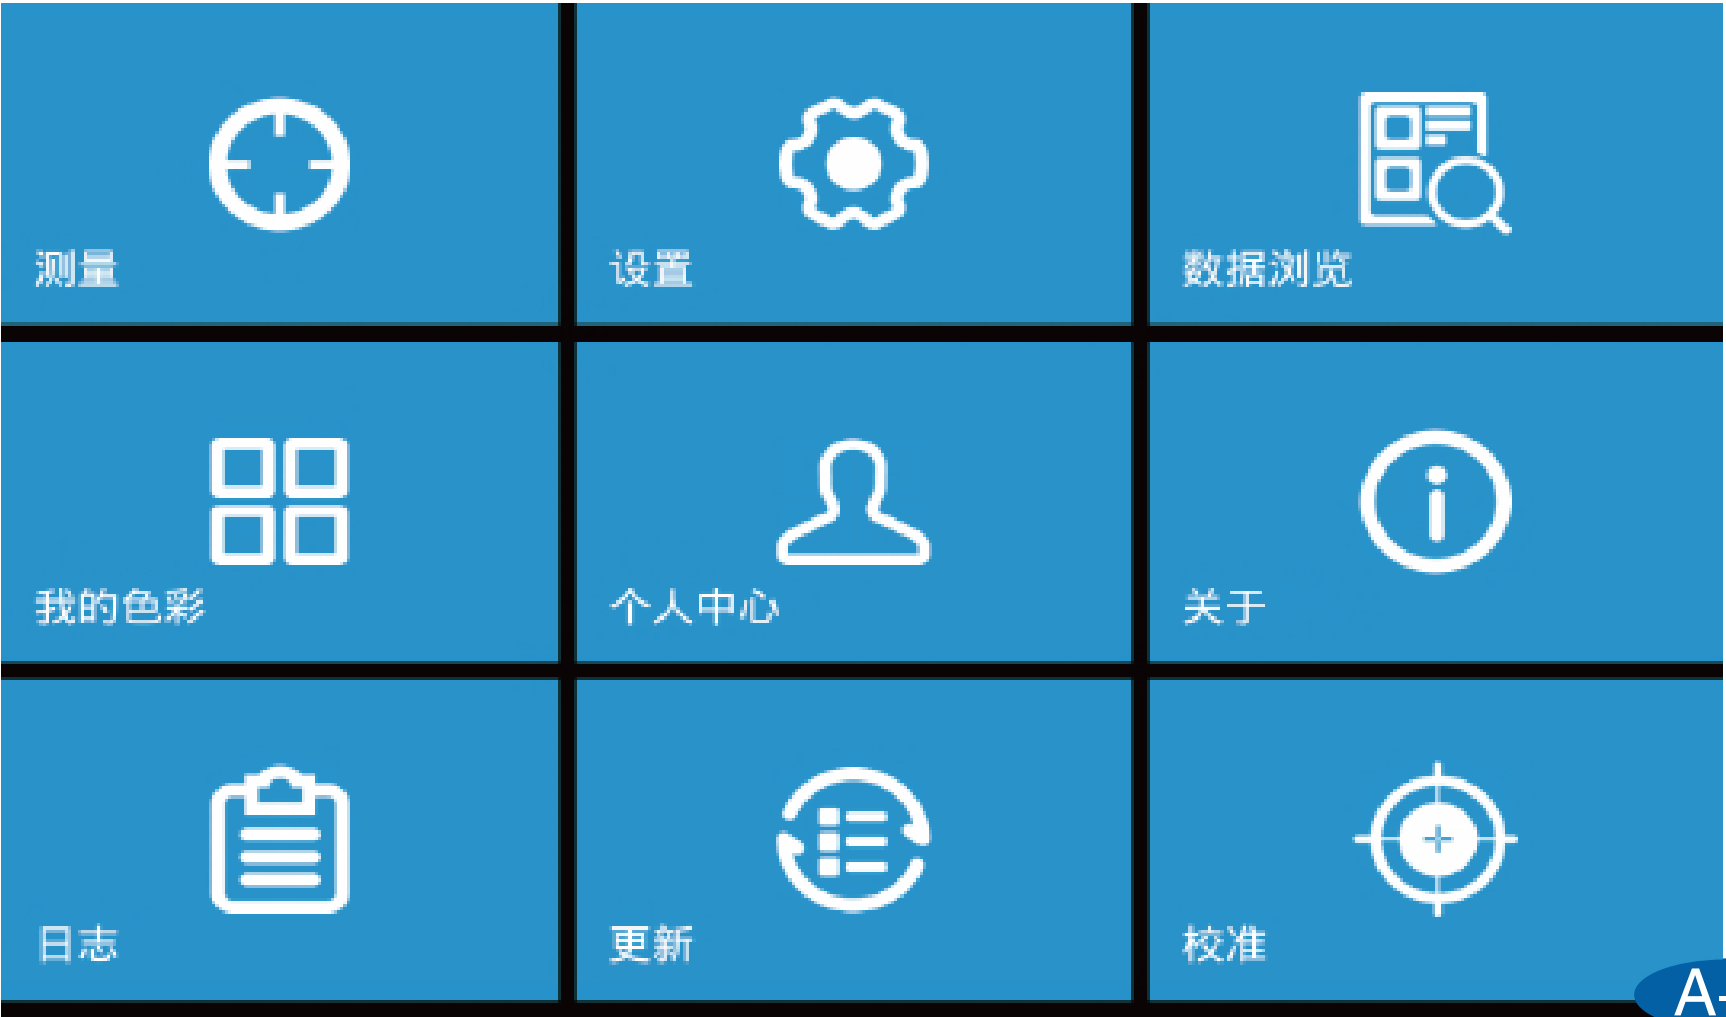 测量
设置
数据浏览
我的色彩
个人中心
关于
日志
更新
校准
A-